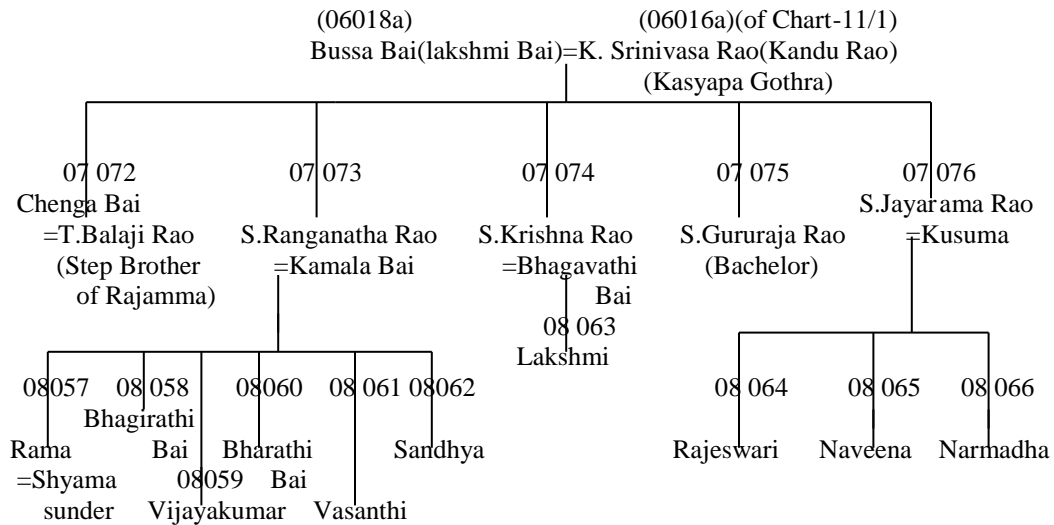 (06018a) (06016a)(of Chart-11/1)
Bussa Bai(lakshmi Bai)=K. Srinivasa Rao(Kandu Rao)
(Kasyapa Gothra)
07 072 07 073 07 074 07 075 07 076
Chenga Bai S.Jayarama Rao
=T.Balaji Rao S.Ranganatha Rao S.Krishna Rao S.Gururaja Rao =Kusuma
(Step Brother =Kamala Bai =Bhagavathi (Bachelor)
of Rajamma) Bai
08 063
Lakshmi
08057 08 058 08060 08 061 08062 08 064 08 065 08 066
Bhagirathi
Rama Bai Bharathi Sandhya Rajeswari Naveena Narmadha
=Shyama 08059 Bai
sunder Vijayakumar Vasanthi